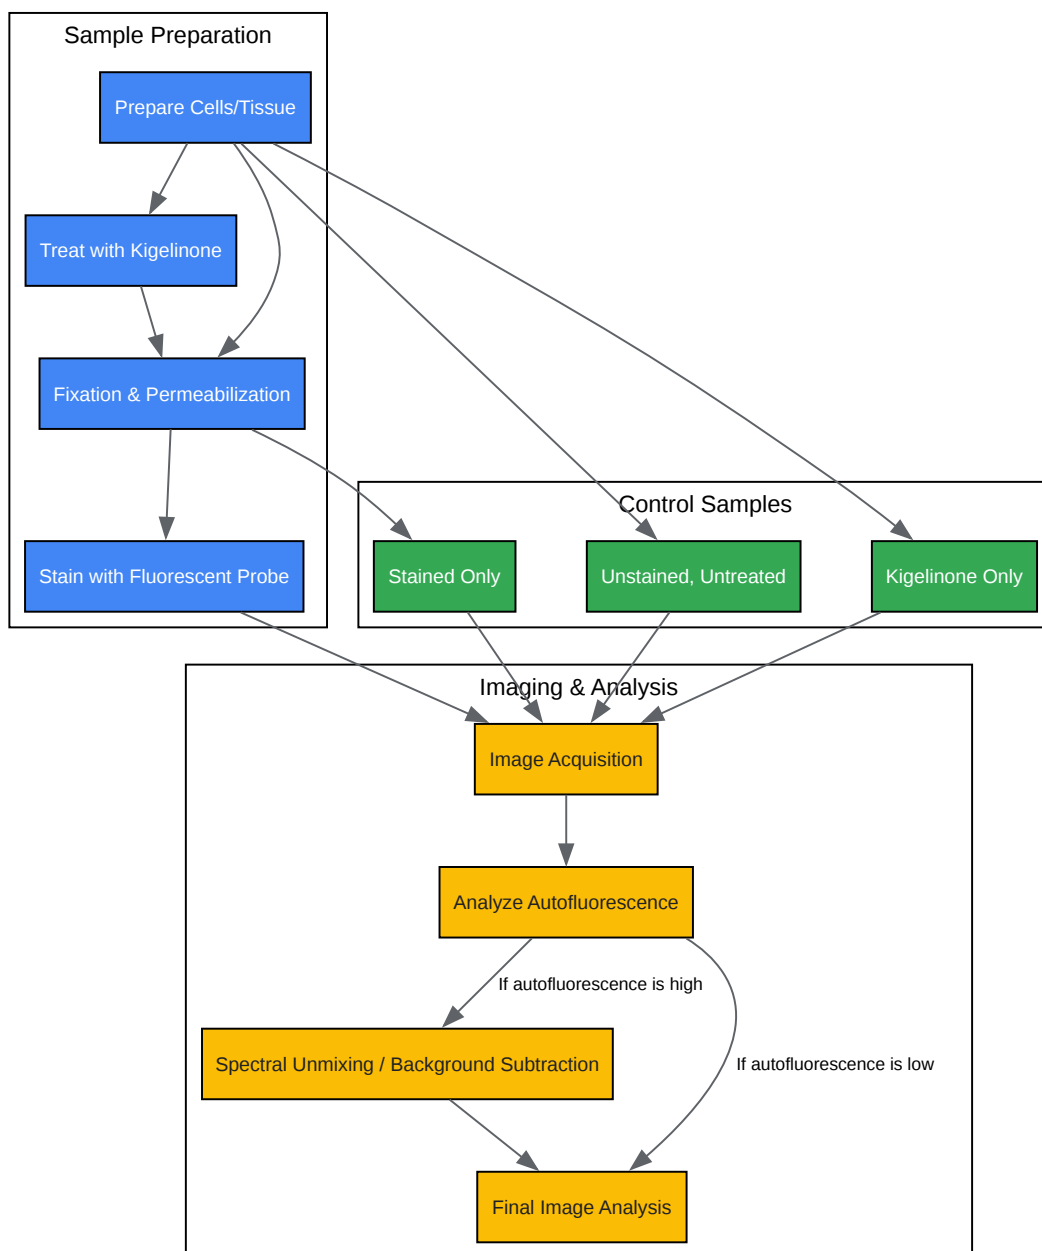 Sample Preparation
Prepare Cells/Tissue
Treat with Kigelinone
Fixation & Permeabilization
Stain with Fluorescent Probe
Control Samples
Stained Only
Unstained, Untreated
Kigelinone Only
Imaging & Analysis
Image Acquisition
Analyze Autofluorescence
If autofluorescence is high
Spectral Unmixing / Background Subtraction
If autofluorescence is low
Final Image Analysis